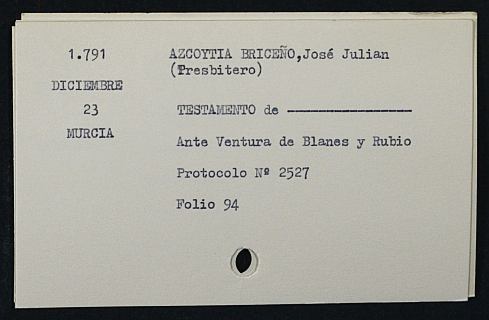 1.791
DICIEMBRE
23
MURCIA
AZCOYTIA BRICEÑO,José Julian
(Presbitero)
TESTAMENTO de ----------------
Ante Ventura de Blanes y Rubio
Protocolo Nº 2527
Folio 94